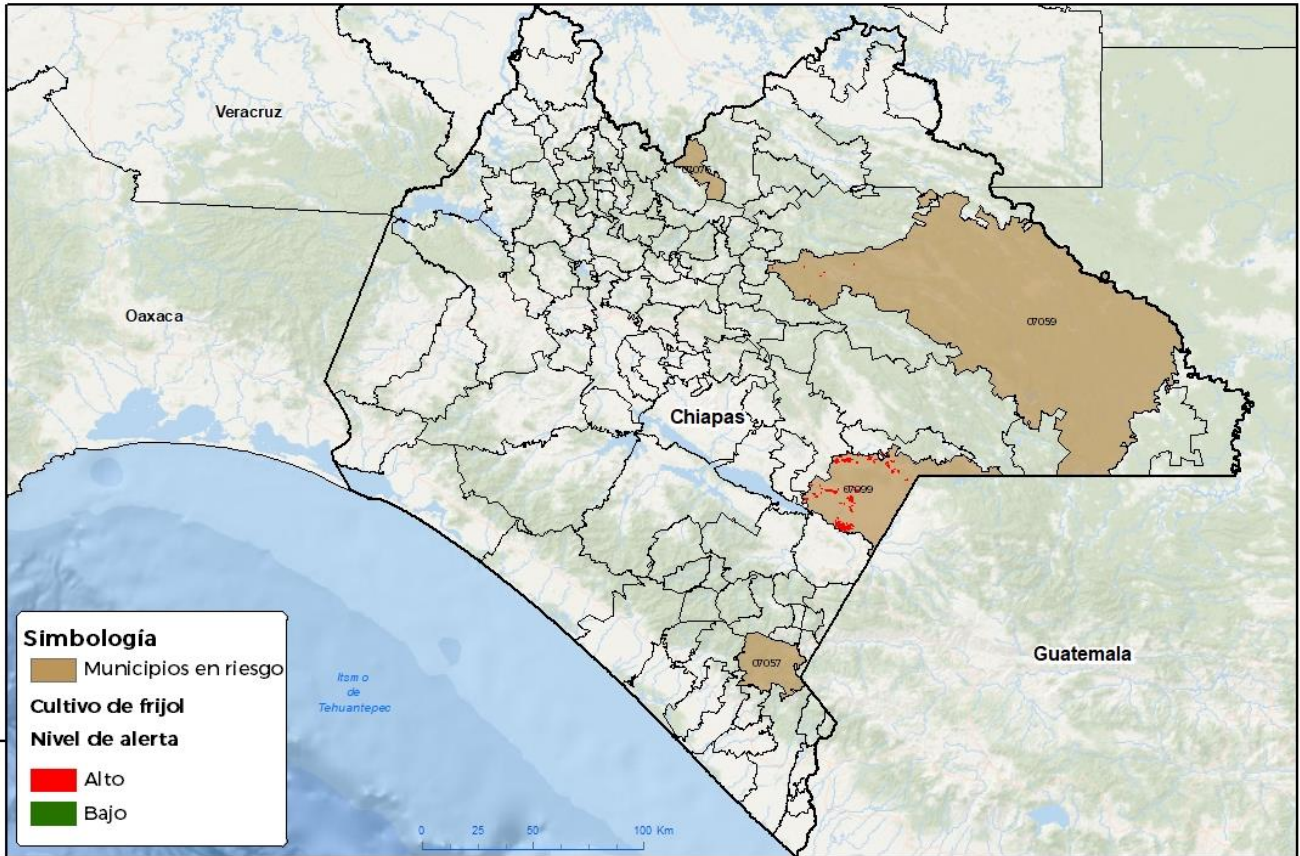 Veracruz
Oaxaca
07059
Chiapas
07057
Guatemala
Itsmo
de
Tehuantepec
Simbología
Municipios en riesgo
Cultivo de frijol
Nivel de alerta
Alto
Bajo
0 25 50 100 Km